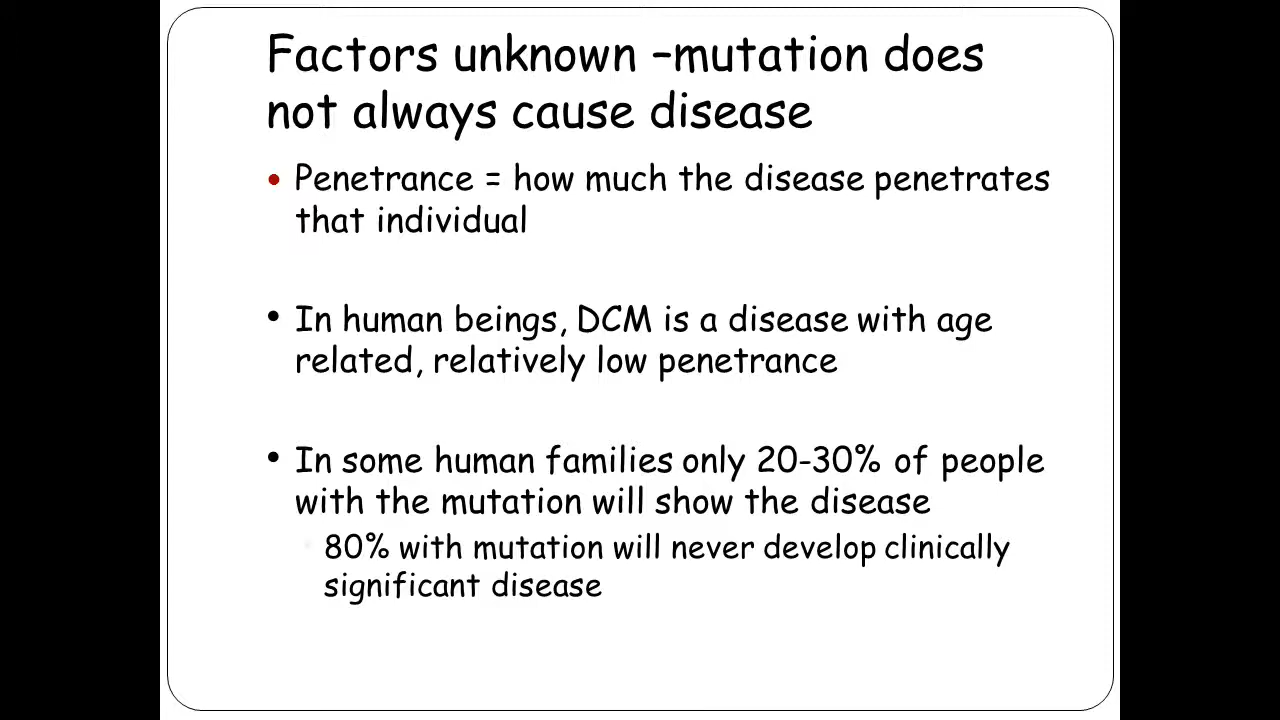 Factors unknown –mutation does
not always cause disease
• Penetrance = how much the disease penetrates
that individual
• In human beings, DCM is a disease with age
related, relatively low penetrance
• In some human families only 20-30% of people
with the mutation will show the disease
80% with mutation will never develop clinically
significant disease